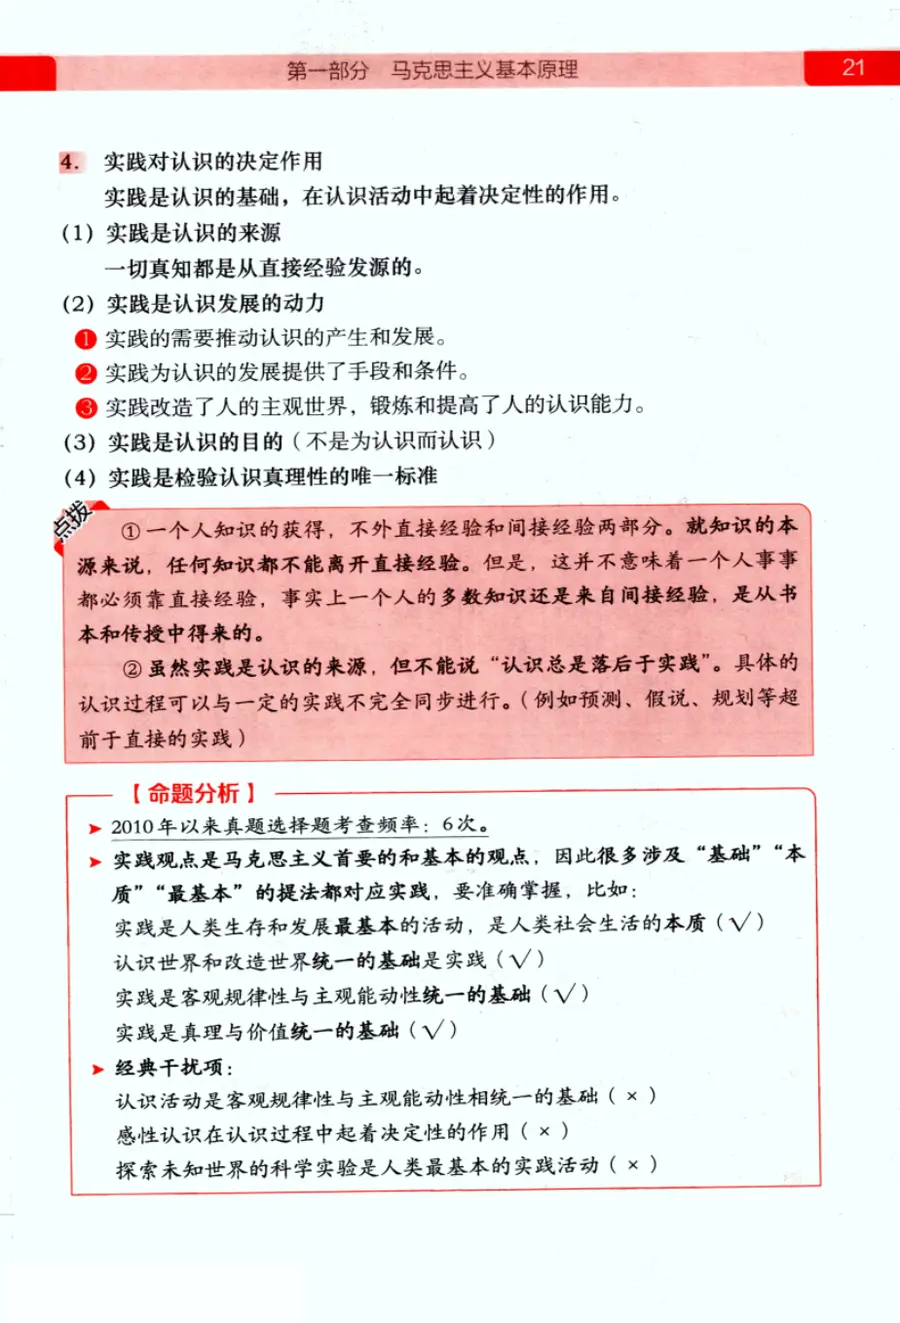 第一部分 马克思主义基本原理 21
4. 实践对认识的决定作用
实践是认识的基础，在认识活动中起着决定性的作用。
(1) 实践是认识的来源
一切真知都是从直接经验发源的。
(2) 实践是认识发展的动力
❶ 实践的需要推动认识的产生和发展。
❷ 实践为认识的发展提供了手段和条件。
❸ 实践改造了人的主观世界，锻炼和提高了人的认识能力。
(3) 实践是认识的目的（不是为认识而认识）
(4) 实践是检验认识真理性的唯一标准
点拨
①一个人知识的获得，不外直接经验和间接经验两部分。就知识的本
源来说，任何知识都不能离开直接经验。但是，这并不意味着一个人事事
都必须靠直接经验，事实上一个人的多数知识还是来自间接经验，是从书
本和传授中得来的。
②虽然实践是认识的来源，但不能说“认识总是落后于实践”。具体的
认识过程可以与一定的实践不完全同步进行。（例如预测、假说、规划等超
前于直接的实践）
【命题分析】
➤ 2010年以来真题选择题考查频率：6次。
➤ 实践观点是马克思主义首要的和基本的观点，因此很多涉及“基础”“本
质”“最基本”的提法都对应实践，要准确掌握，比如：
实践是人类生存和发展最基本的活动，是人类社会生活的本质（√）
认识世界和改造世界统一的基础是实践（√）
实践是客观规律性与主观能动性统一的基础（√）
实践是真理与价值统一的基础（√）
➤ 经典干扰项：
认识活动是客观规律性与主观能动性相统一的基础（×）
感性认识在认识过程中起着决定性的作用（×）
探索未知世界的科学实验是人类最基本的实践活动（×）